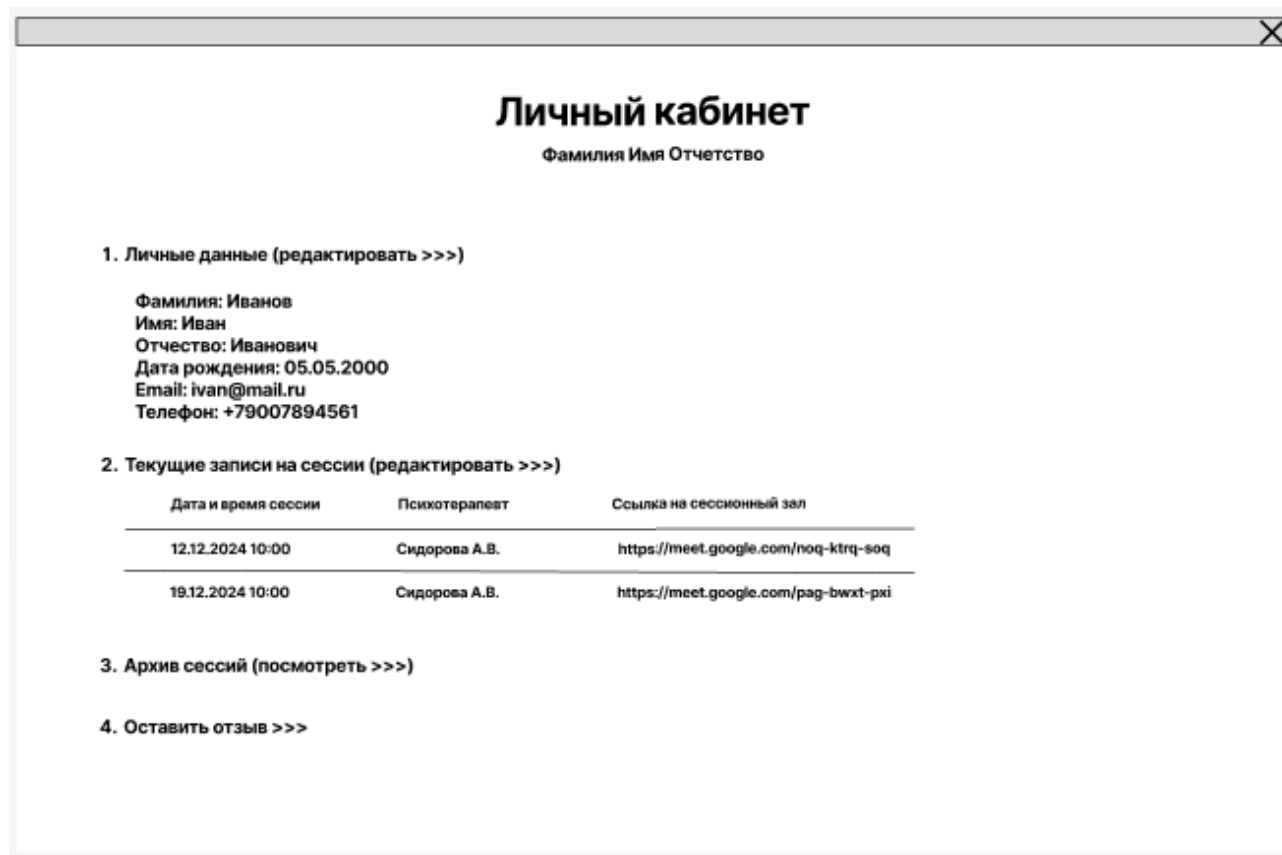 Личный кабинет
Фамилия Имя Отчетство
1. Личные данные (редактировать >>>)
Фамилия: Иванов
Имя: Иван
Отчество: Иванович
Дата рождения: 05.05.2000
Email: ivan@mail.ru
Телефон: +79007894561
2. Текущие записи на сессии (редактировать >>>)
Дата и время сессии Психотерапевт Ссылка на сессионный зал
12.12.2024 10:00 Сидорова А.В. https://meet.google.com/noq-ktrq-soq
19.12.2024 10:00 Сидорова А.В. https://meet.google.com/pag-bwxt-pxi
3. Архив сессий (посмотреть >>>)
4. Оставить отзыв >>>